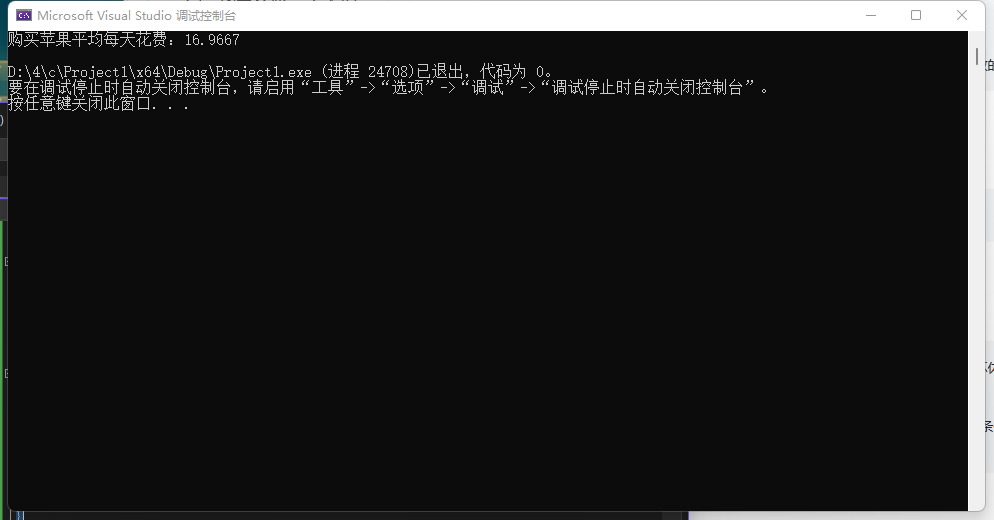 Microsoft Visual Studio 调试控制台
购买苹果平均每天花费：16.9667
D:\4\c\Project1\x64\Debug\Project1.exe (进程 24708)已退出，代码为 0。
要在调试停止时自动关闭控制台，请启用“工具”->“选项”->“调试”->“调试停止时自动关闭控制台”。
按任意键关闭此窗口. . .
条